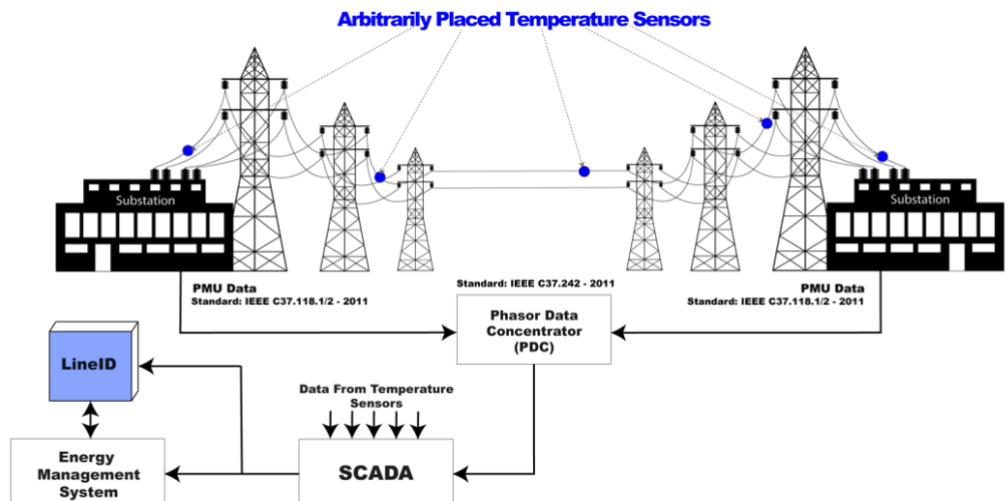 Arbitrarily Placed Temperature Sensors
Substation
Substation
PMU Data
Standard: IEEE C37.118.1/2 - 2011
Standard: IEEE C37.242 - 2011
PMU Data
Standard: IEEE C37.118.1/2 - 2011
Phasor Data
Concentrator
(PDC)
LineID
Data From Temperature
Sensors
Energy
Management
System
SCADA